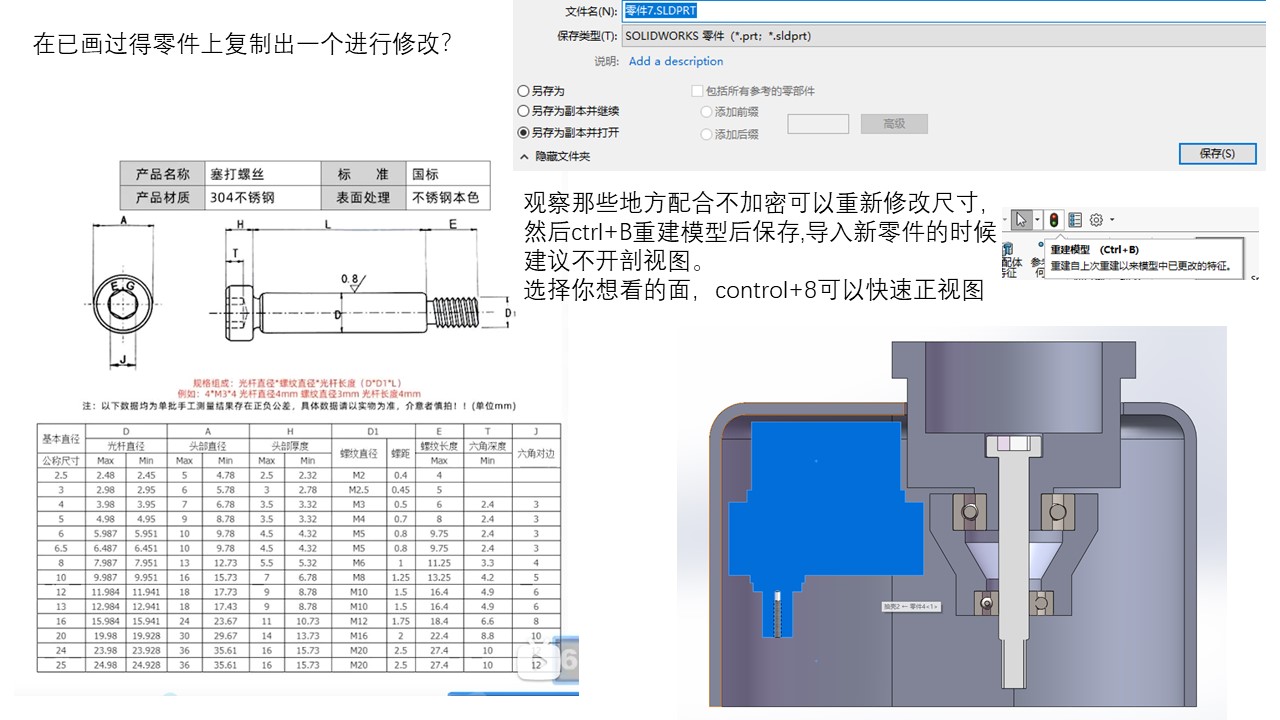 在已画过得零件上复制出一个进行修改？
文件名(N): 零件7.SLDPRT
保存类型(T): SOLIDWORKS 零件 (*.prt; *.sldprt)
说明: Add a description
另存为
包括所有参考的零部件
另存为副本并继续
添加前缀
高级
另存为副本并打开
添加后缀
隐藏文件夹
保存(S)
产品名称 塞打螺丝 标 准 国标
产品材质 304不锈钢 表面处理 不锈钢本色
A H L E
T
0.8
E G
D D1
J
规格组成：光杆直径*螺纹直径*光杆长度（D*D1*L）
例如：4*M3*4 光杆直径4mm 螺纹直径3mm 光杆长度4mm
注：以下数据均为单批手工测量结果存在正负公差，具体数据请以实物为准，介意者慎拍！！(单位mm)
基本直径 D A H D1 E T J
光杆直径 头部直径 头部厚度 螺纹直径 螺距 螺纹长度 六角深度 六角对边
公称尺寸 Max Min Max Min Max Min Max Min
2.5 2.48 2.45 5 4.78 2.5 2.32 M2 0.4 4
3 2.98 2.95 6 5.78 3 2.78 M2.5 0.45 5
4 3.98 3.95 7 6.78 3.5 3.32 M3 0.5 6 2.4 3
5 4.98 4.95 9 8.78 3.5 3.32 M4 0.7 8 2.4 3
6 5.987 5.951 10 9.78 4.5 4.32 M5 0.8 9.75 2.4 3
6.5 6.487 6.451 10 9.78 4.5 4.32 M5 0.8 9.75 2.4 3
8 7.987 7.951 13 12.73 5.5 5.32 M6 1 11.25 3.3 4
10 9.987 9.951 16 15.73 7 6.78 M8 1.25 13.25 4.2 5
12 11.984 11.941 18 17.73 9 8.78 M10 1.5 16.4 4.9 6
13 12.984 12.941 18 17.43 9 8.78 M10 1.5 16.4 4.9 6
16 15.984 15.941 24 23.67 11 10.73 M12 1.75 18.4 6.6 8
20 19.98 19.928 30 29.67 14 13.73 M16 2 22.4 8.8 10
24 23.98 23.928 36 35.61 16 15.73 M20 2.5 27.4 10 12
25 24.98 24.928 36 35.61 16 15.73 M20 2.5 27.4 10 12
观察那些地方配合不加密可以重新修改尺寸,
然后ctrl+B重建模型后保存,导入新零件的时候
建议不开剖视图。
选择你想看的面，control+8可以快速正视图
重建模型 (Ctrl+B)
重建自上次重建以来模型中已更改的特征。